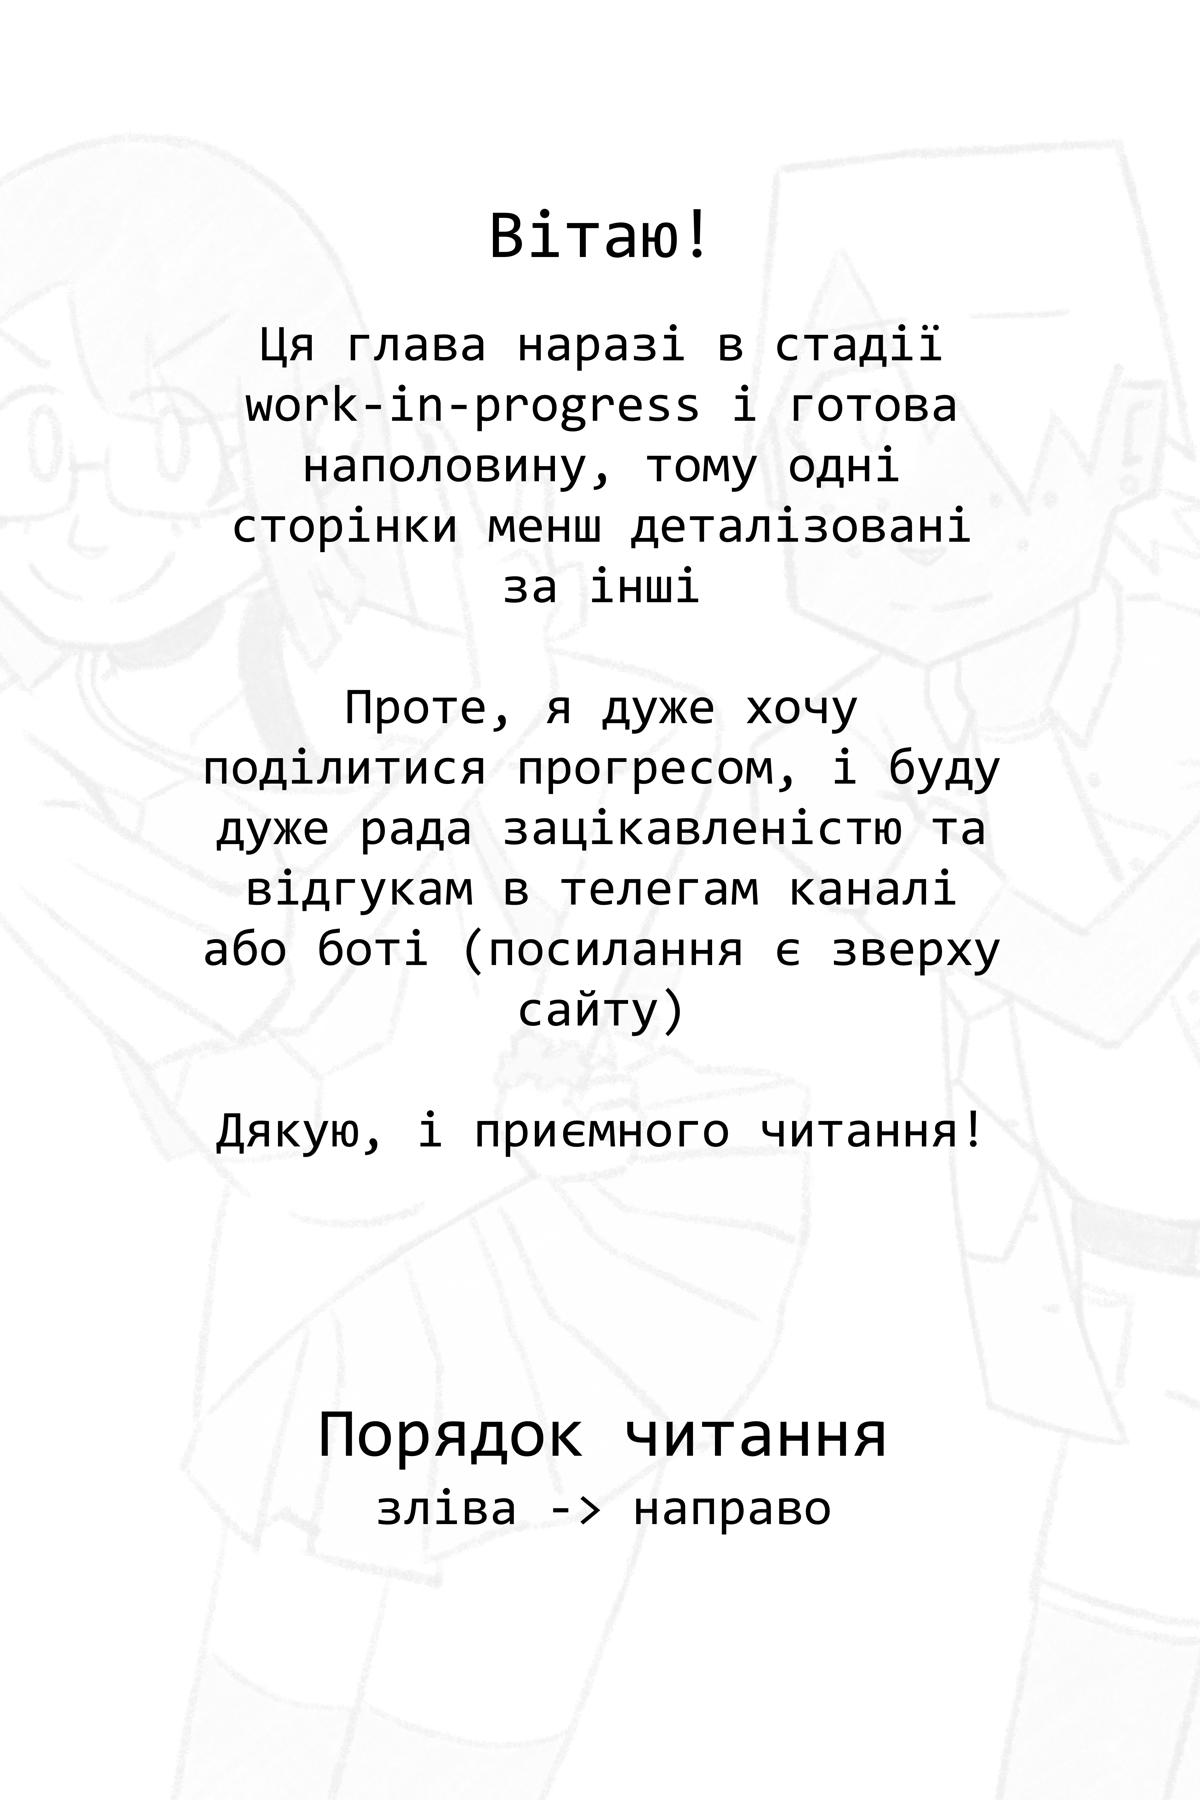 Вітаю!
Ця глава наразі в стадії
work-in-progress і готова
наполовину, тому одні
сторінки менш деталізовані
за інші
Проте, я дуже хочу
поділитися прогресом, і буду
дуже рада зацікавленістю та
відгукам в телегам каналі
або боті (посилання є зверху
сайту)
Дякую, і приємного читання!
Порядок читання
зліва -> направо